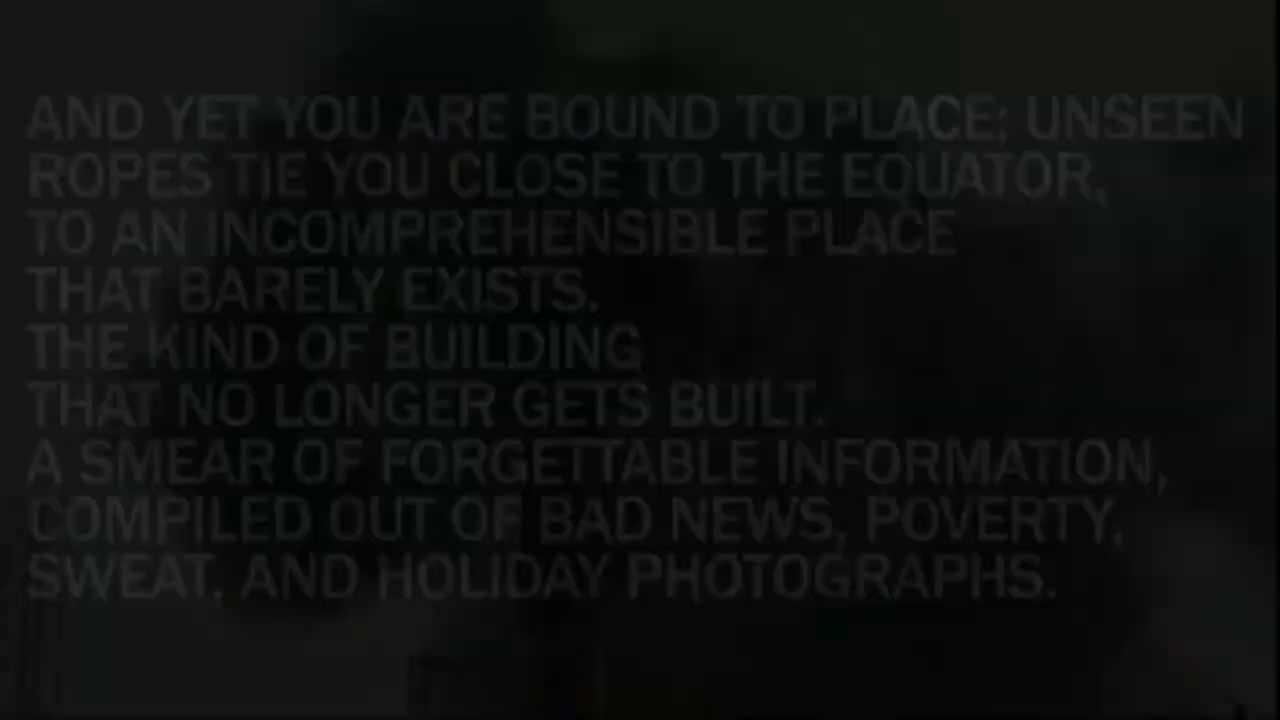 AND YET YOU ARE BOUND TO PLACE; UNSEEN
ROPES TIE YOU CLOSE TO THE EQUATOR,
TO AN INCOMPREHENSIBLE PLACE
THAT BARELY EXISTS.
THE KIND OF BUILDING
THAT NO LONGER GETS BUILT.
A SMEAR OF FORGETTABLE INFORMATION,
COMPILED OUT OF BAD NEWS, POVERTY,
SWEAT, AND HOLIDAY PHOTOGRAPHS.